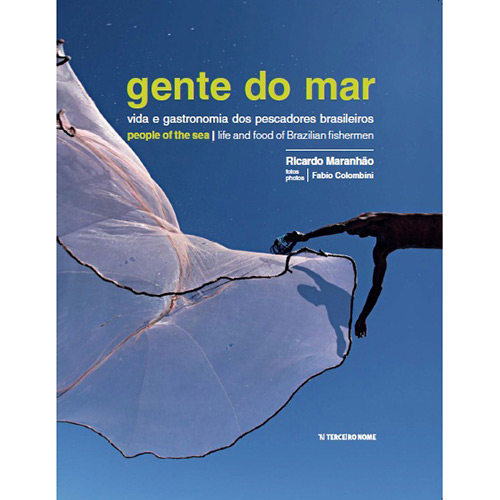 gente do mar
vida e gastronomia dos pescadores brasileiros
people of the sea | life and food of Brazilian fishermen
Ricardo Maranhão
fotos
photos | Fabio Colombini
TERCEIRO NOME